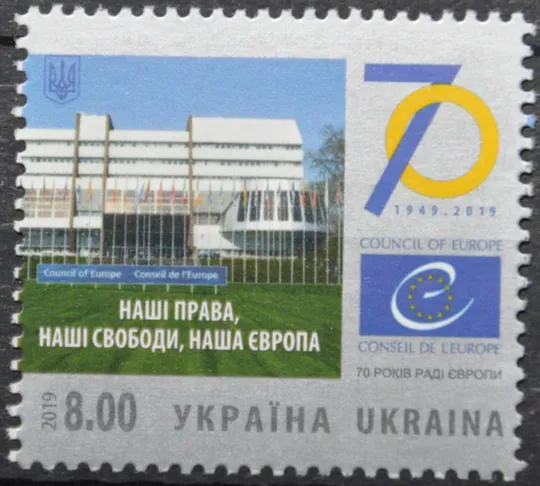 70
1949.2019
COUNCIL OF EUROPE
Council of Europe Conseil de l'Europe
НАШІ ПРАВА,
НАШІ СВОБОДИ, НАША ЄВРОПА
CONSEIL DE L'EUROPE
70 РОКІВ РАДІ ЄВРОПИ
2019 8.00 УКРАЇНА UKRAINA